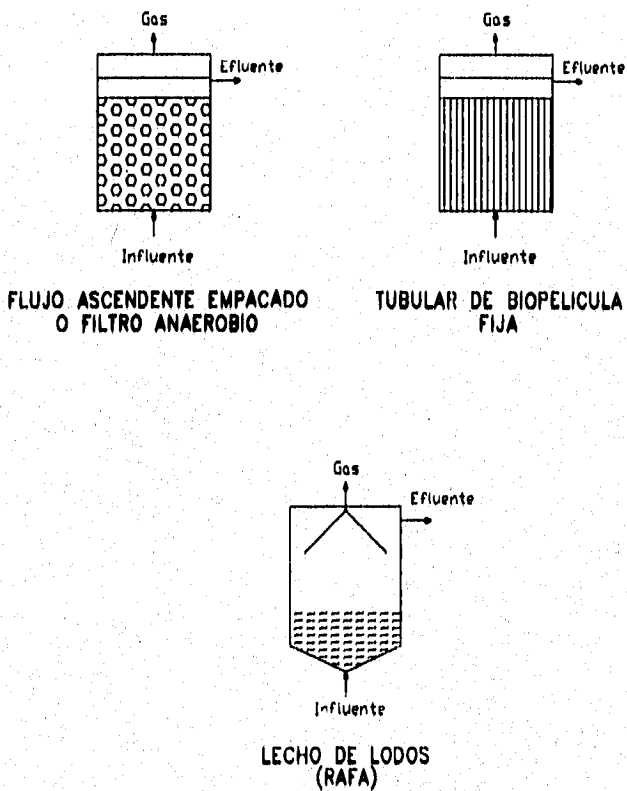 Gas
Efluente
Influente
FLUJO ASCENDENTE EMPACADO
O FILTRO ANAEROBIO
Gas
Efluente
Influente
TUBULAR DE BIOPELICULA
FIJA
Gas
Efluente
Influente
LECHO DE LODOS
(RAFA)